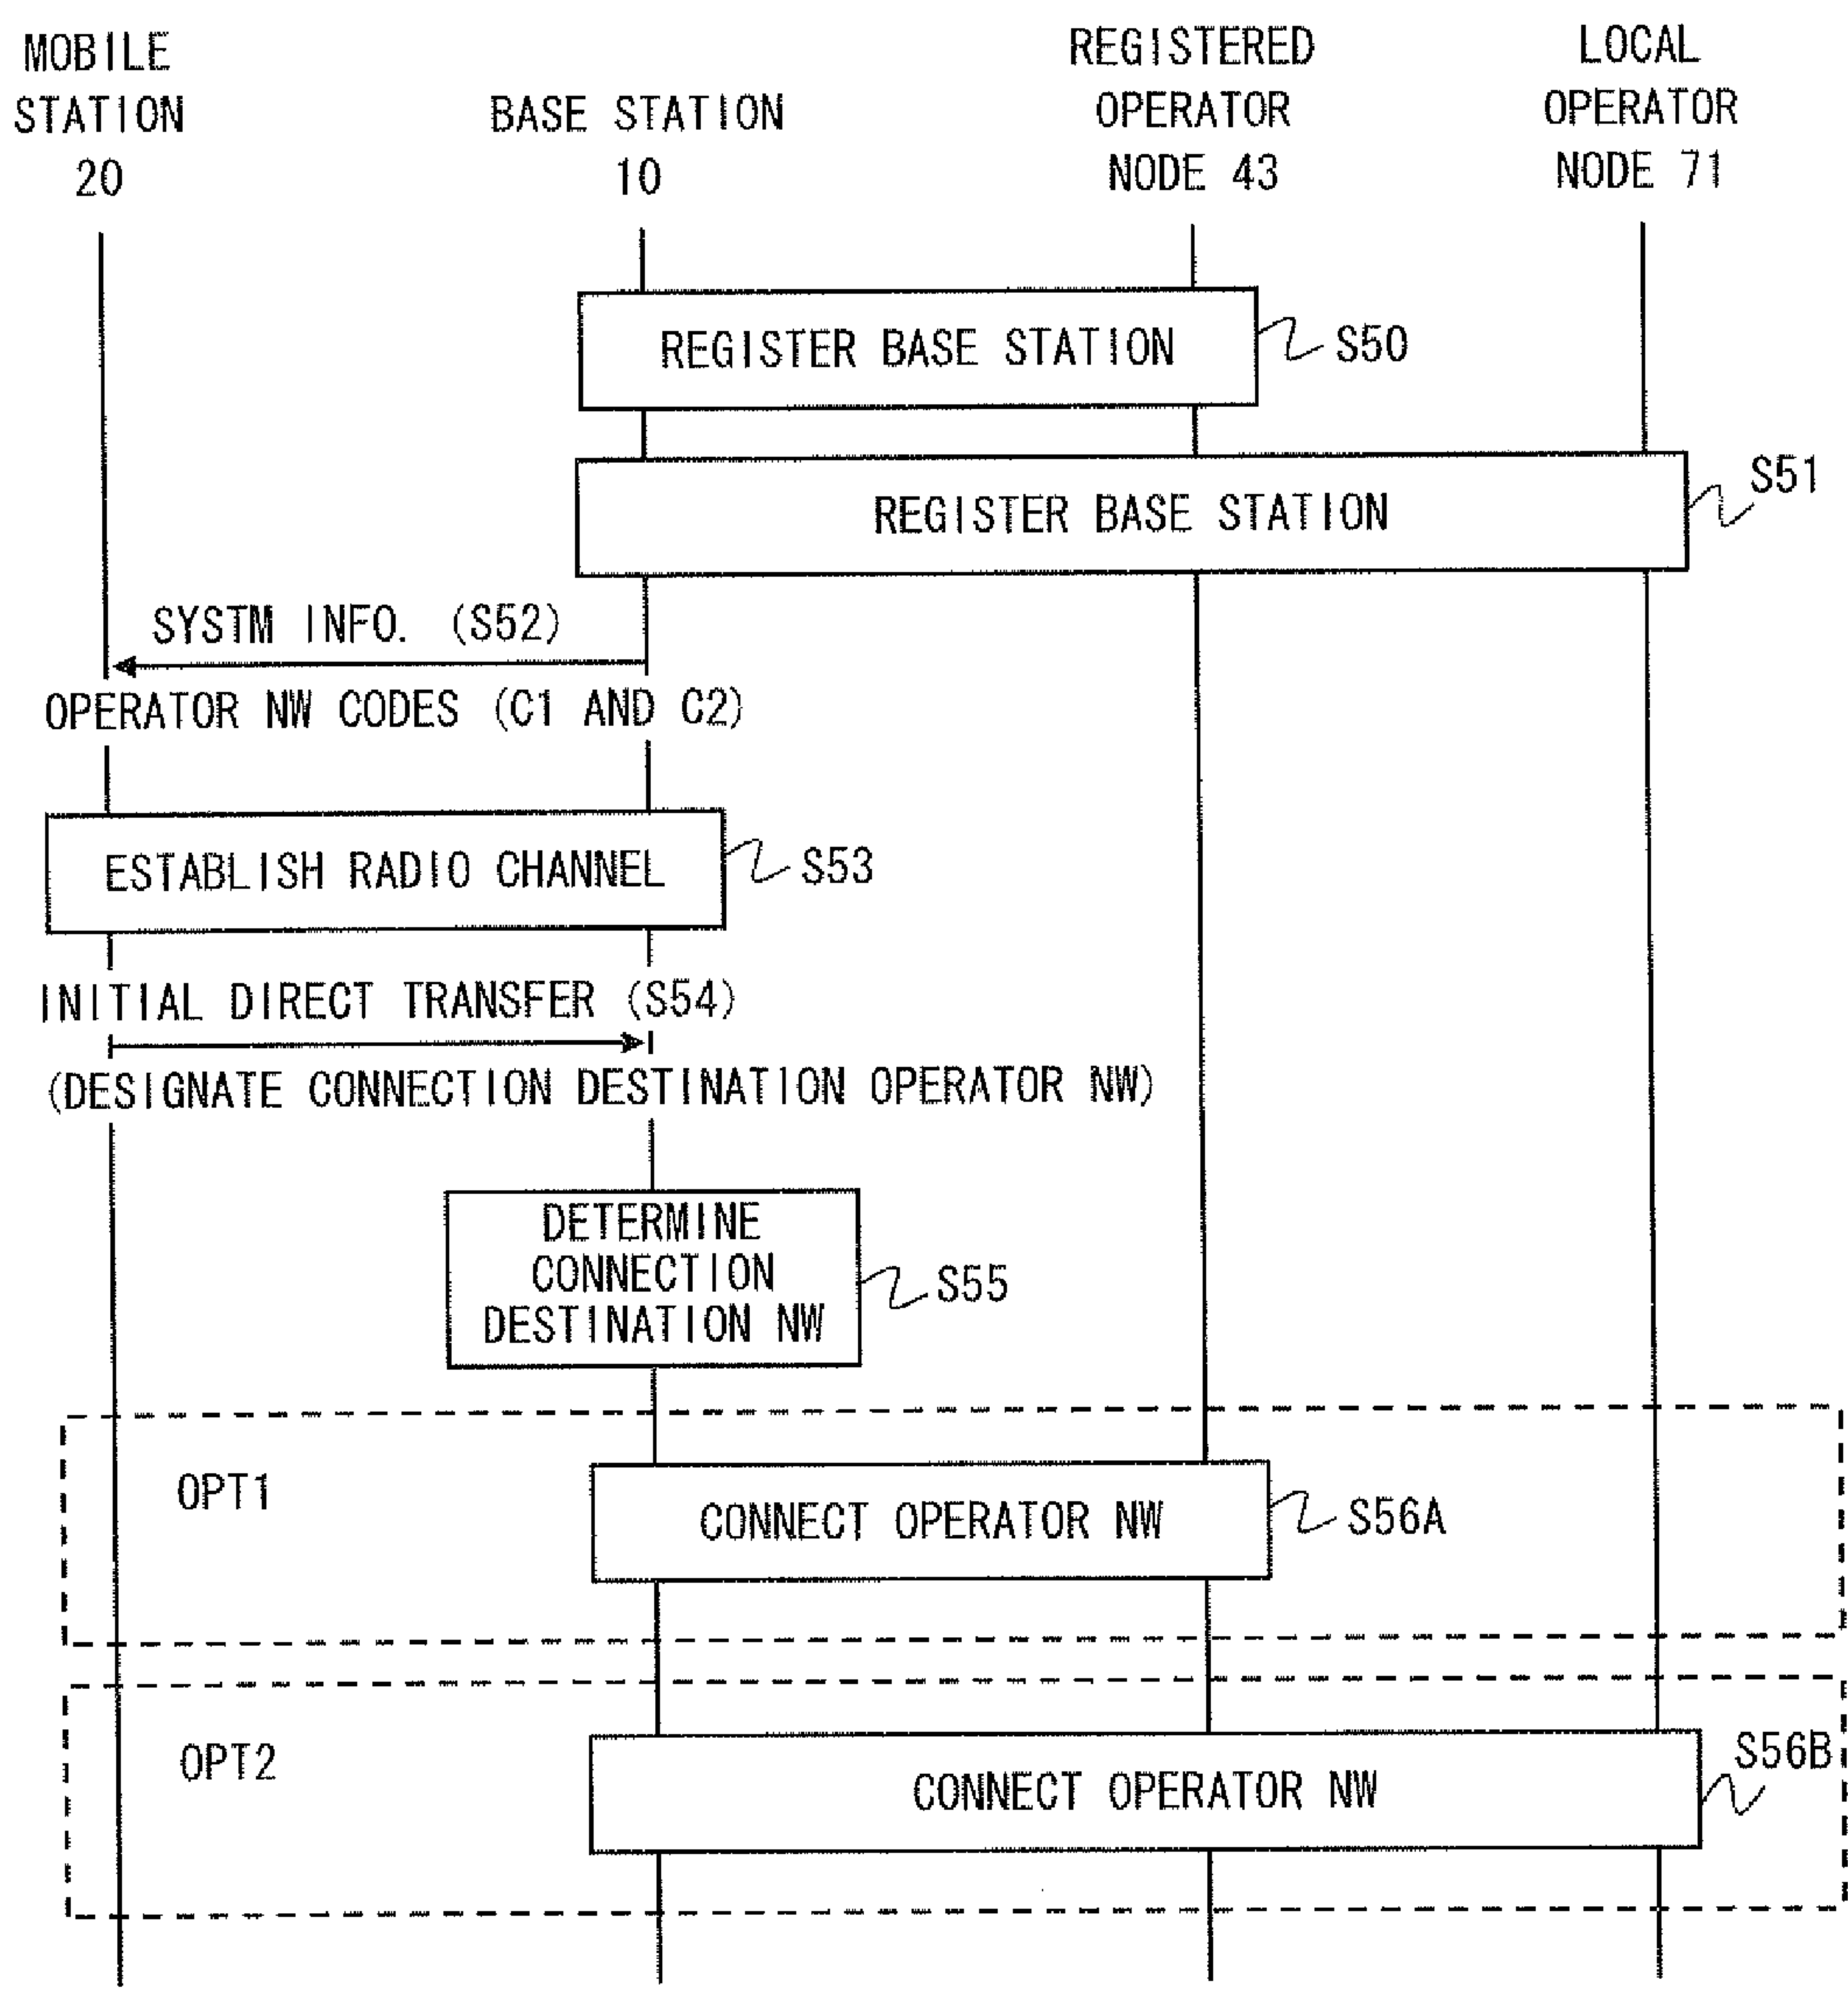 MOBILE
STATION
20
BASE STATION
10
REGISTERED
OPERATOR
NODE 43
LOCAL
OPERATOR
NODE 71
REGISTER BASE STATION
S50
REGISTER BASE STATION
S51
SYSTM INFO. (S52)
OPERATOR NW CODES (C1 AND C2)
ESTABLISH RADIO CHANNEL
S53
INITIAL DIRECT TRANSFER (S54)
(DESIGNATE CONNECTION DESTINATION OPERATOR NW)
DETERMINE
CONNECTION
DESTINATION NW
S55
OPT1
CONNECT OPERATOR NW
S56A
OPT2
CONNECT OPERATOR NW
S56B